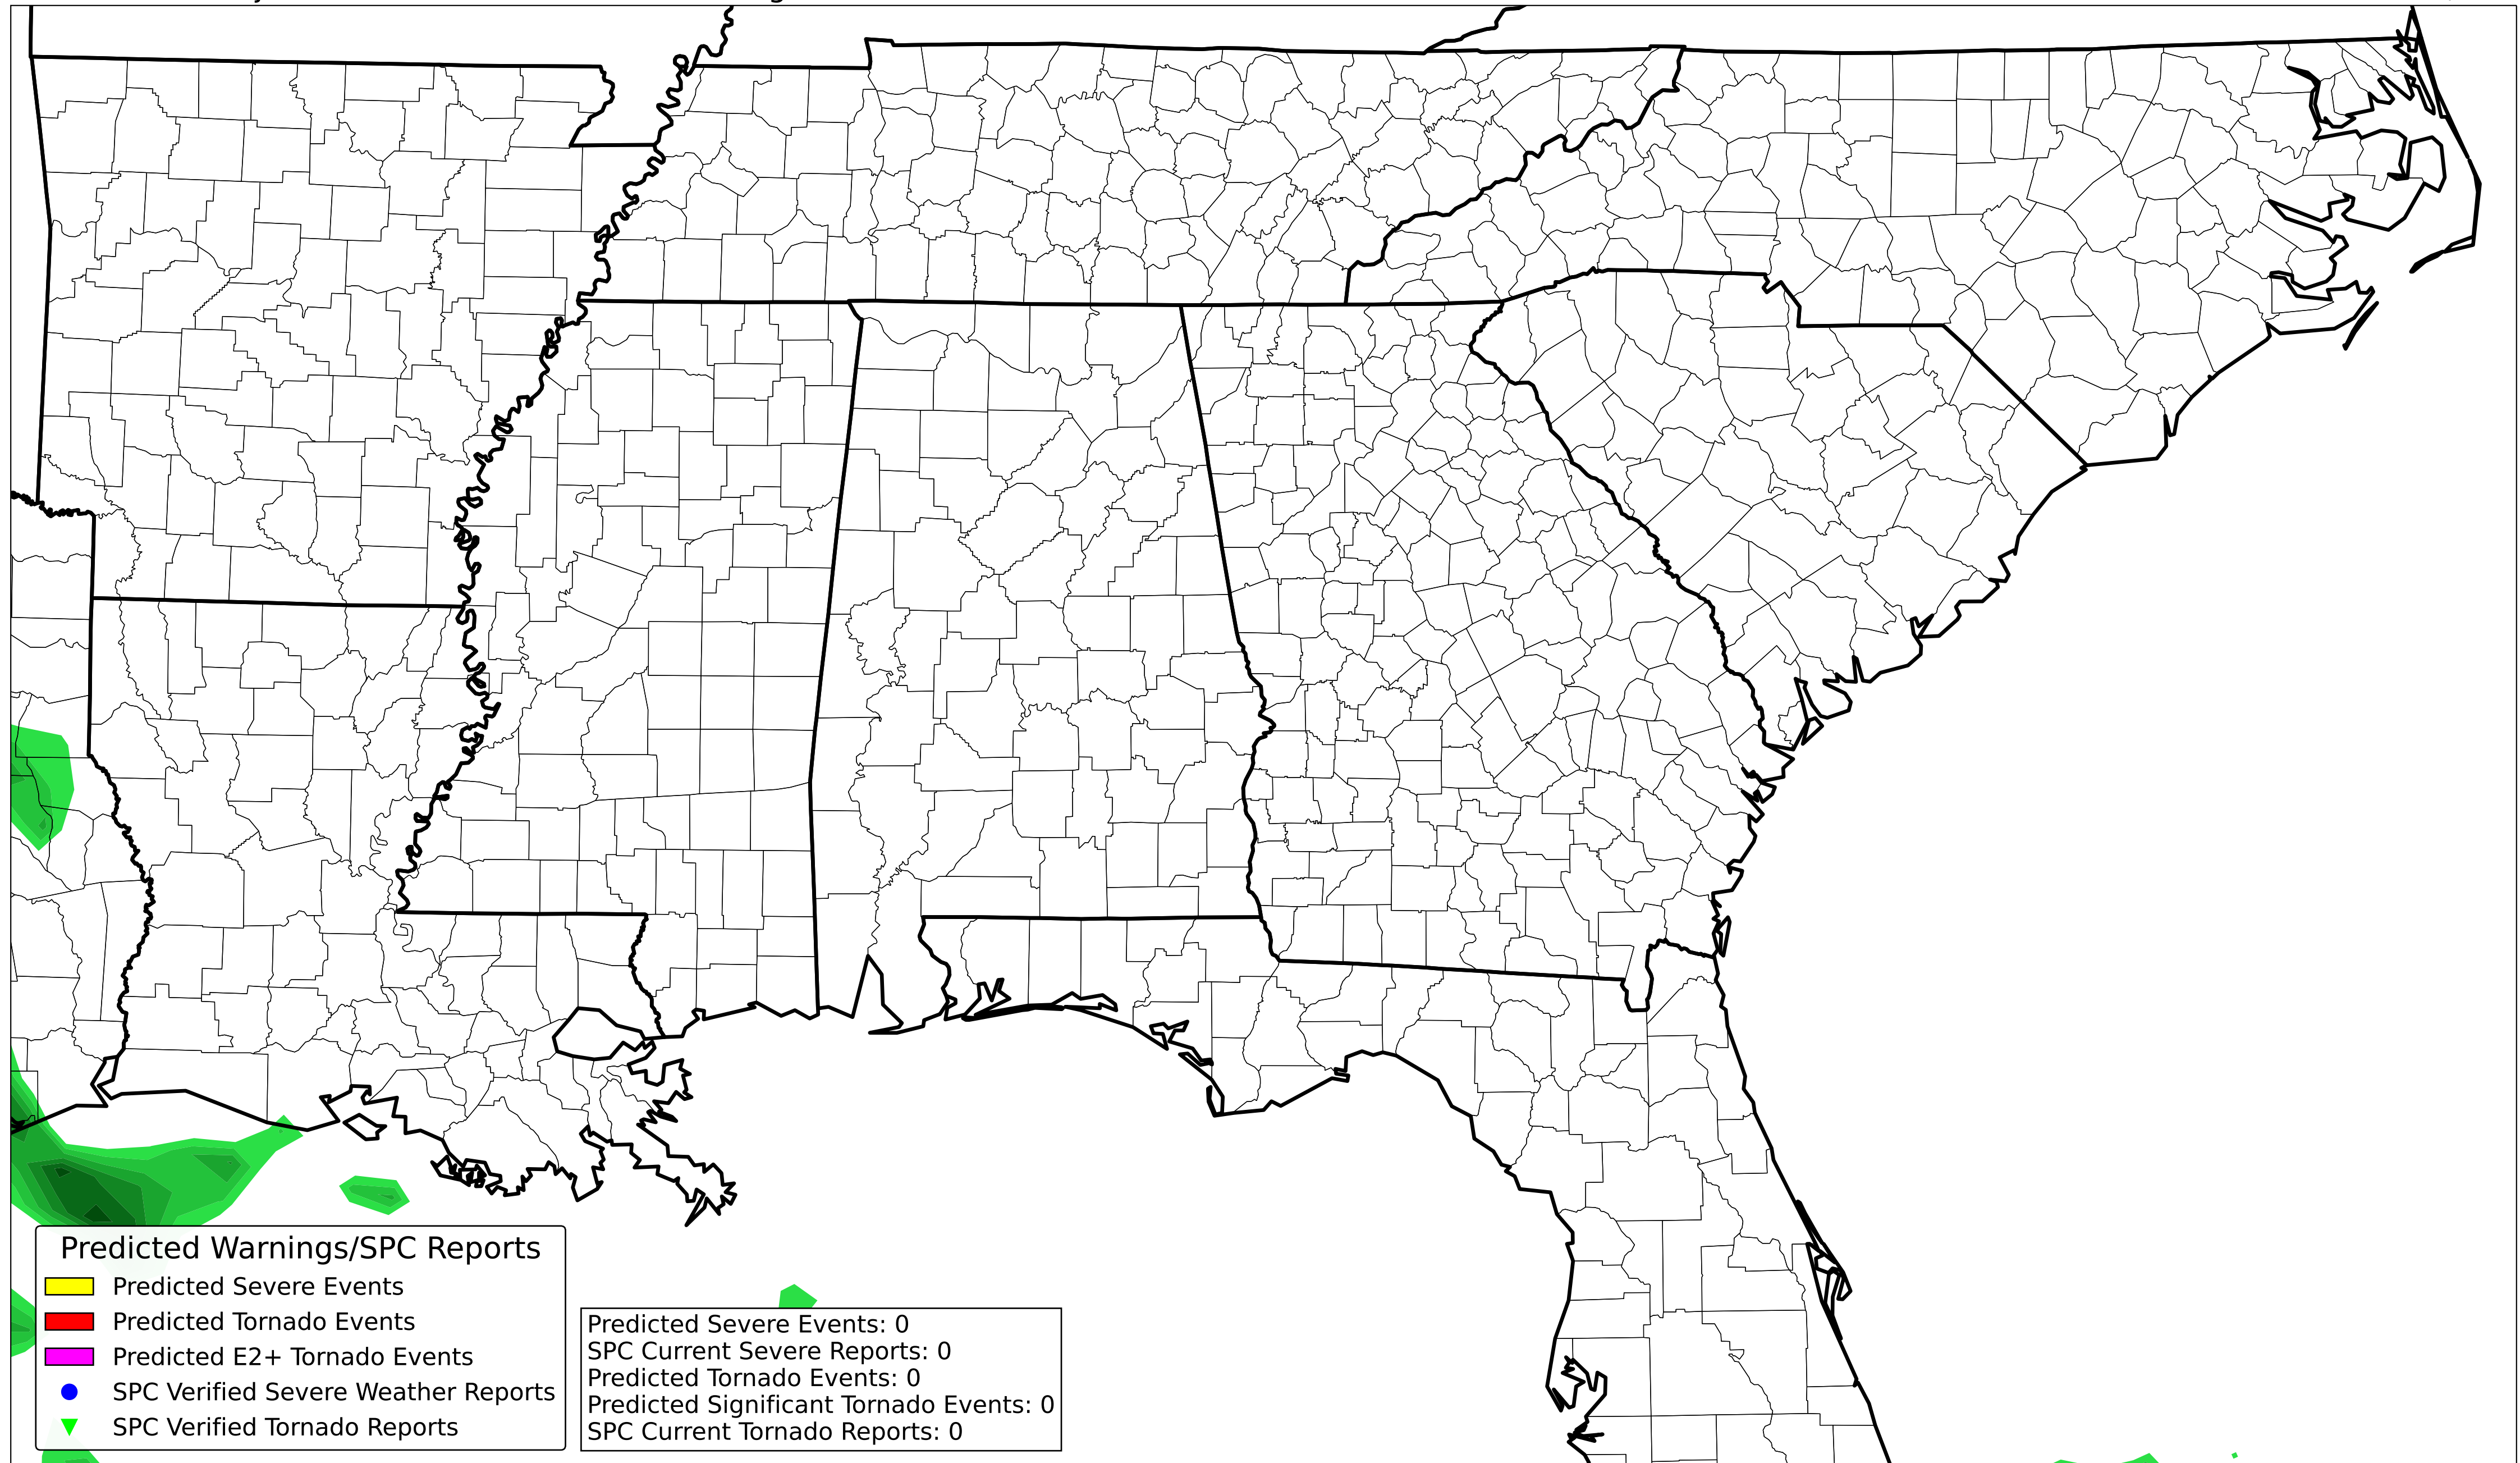 Predicted Warnings/SPC Reports
Predicted Severe Events
Predicted Tornado Events
Predicted E2+ Tornado Events
SPC Verified Severe Weather Reports
SPC Verified Tornado Reports
Predicted Severe Events: 0
SPC Current Severe Reports: 0
Predicted Tornado Events: 0
Predicted Significant Tornado Events: 0
SPC Current Tornado Reports: 0